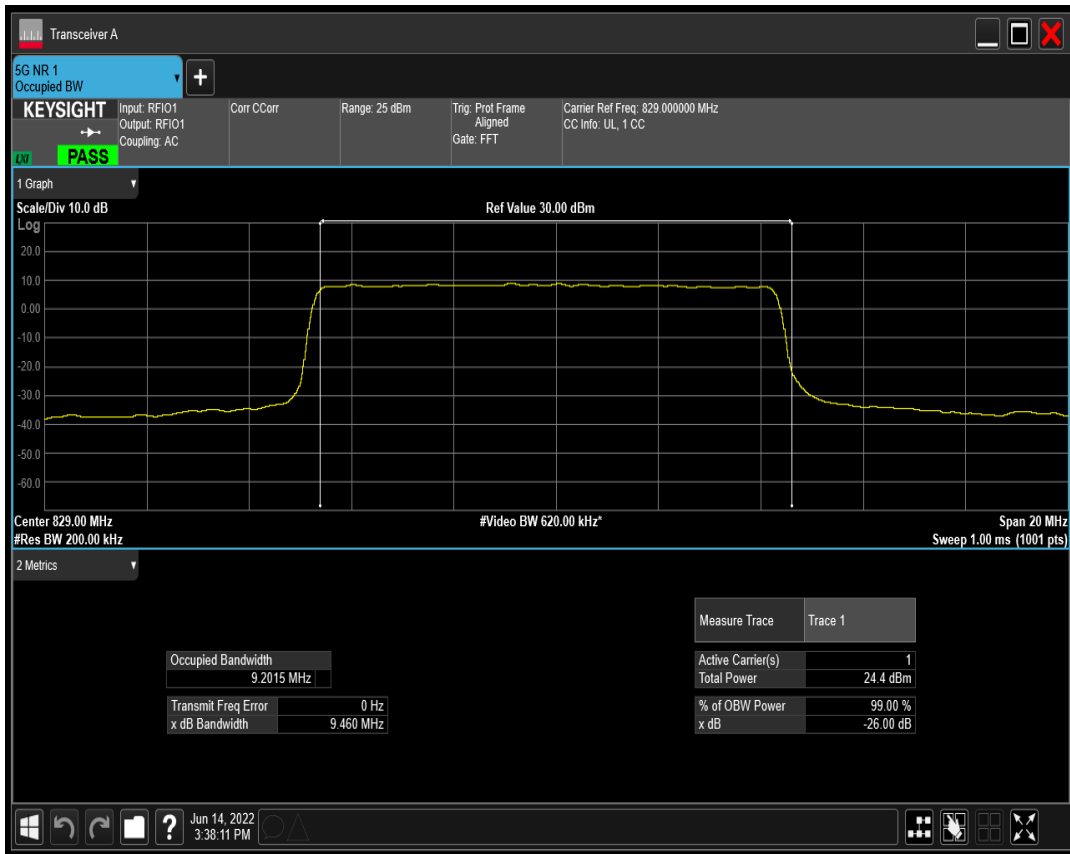 Transceiver A
5G NR 1
Occupied BW
+
KEYSIGHT
LXI
PASS
Input: RFIO1
Output: RFIO1
Coupling: AC
Corr CCorr
Range: 25 dBm
Trig: Prot Frame
Aligned
Gate: FFT
Carrier Ref Freq: 829.000000 MHz
CC Info: UL, 1 CC
1 Graph
Scale/Div 10.0 dB
Ref Value 30.00 dBm
Log
20.0
10.0
0.00
-10.0
-20.0
-30.0
-40.0
-50.0
-60.0
Center 829.00 MHz
#Video BW 620.00 kHz*
Span 20 MHz
#Res BW 200.00 kHz
Sweep 1.00 ms (1001 pts)
2 Metrics
Measure Trace Trace 1
Occupied Bandwidth
9.2015 MHz
Active Carrier(s) 1
Total Power 24.4 dBm
Transmit Freq Error 0 Hz
x dB Bandwidth 9.460 MHz
% of OBW Power 99.00 %
x dB -26.00 dB
?
Jun 14, 2022
3:38:11 PM